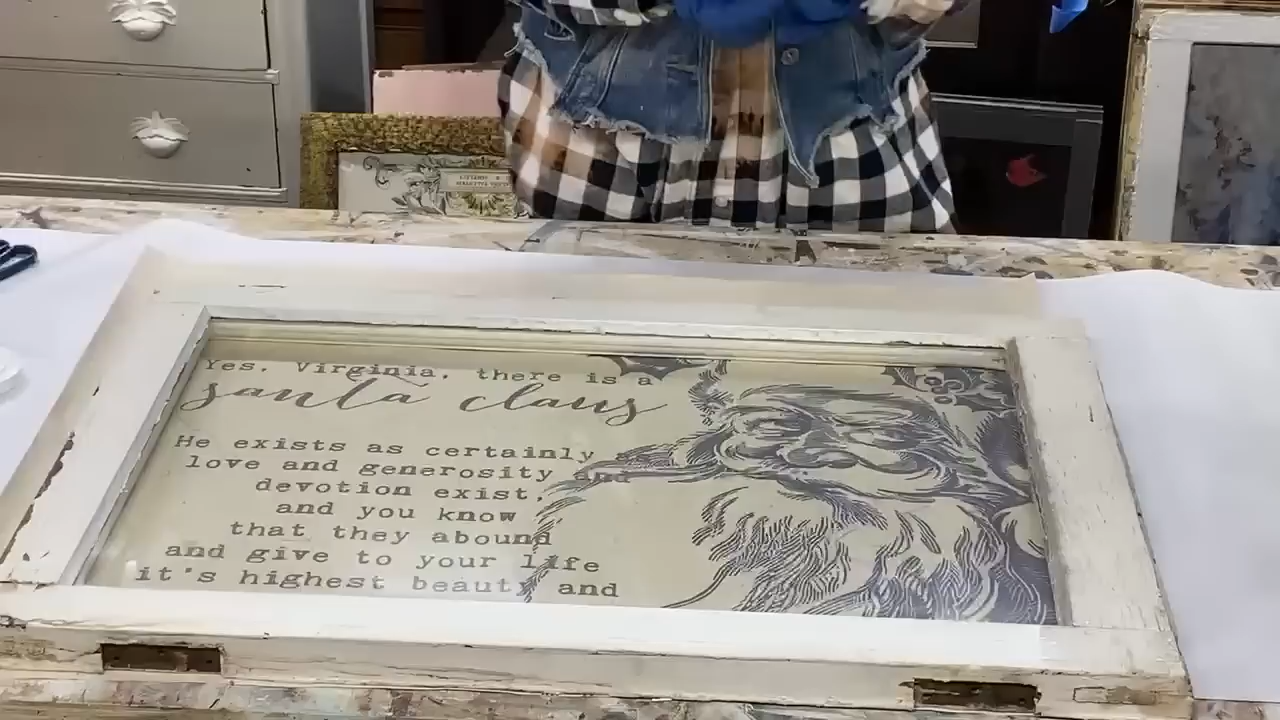 Yes, Virginia, there is a
santa claus
He exists as certainly as
love and generosity and
devotion exist,
and you know
that they abound
and give to your life
it's highest beauty and